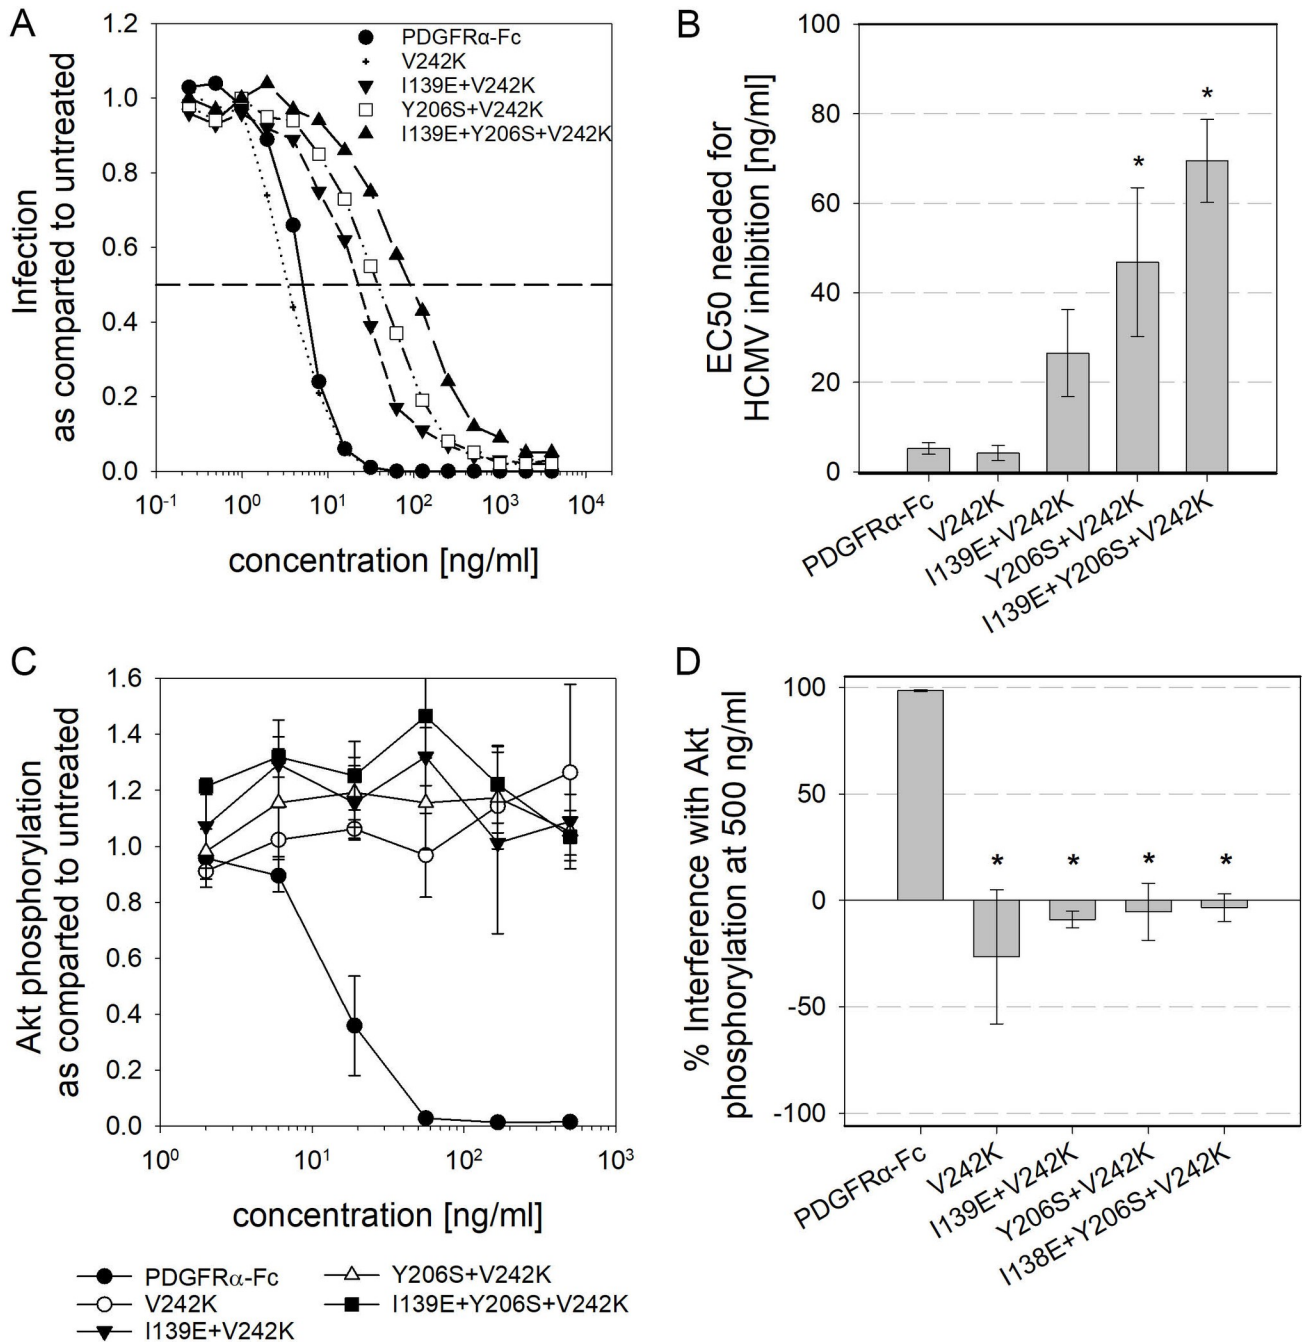 A
1.2
1.0
0.8
0.6
0.4
0.2
0.0
Infection
as comparted to untreated
PDGFRα-Fc
V242K
I139E+V242K
Y206S+V242K
I139E+Y206S+V242K
10-1
100
101
102
103
104
concentration [ng/ml]
B
100
80
60
40
20
0
EC50 needed for
HCMV inhibition [ng/ml]
*
*
PDGFRα-Fc
V242K
I139E+V242K
Y206S+V242K
I139E+Y206S+V242K
C
1.6
1.4
1.2
1.0
0.8
0.6
0.4
0.2
0.0
Akt phosphorylation
as comparted to untreated
100
101
102
103
concentration [ng/ml]
PDGFRα-Fc
V242K
I139E+V242K
Y206S+V242K
I139E+Y206S+V242K
D
100
50
0
-50
-100
% Interference with Akt
phosphorylation at 500 ng/ml
* * * *
PDGFRα-Fc
V242K
I139E+V242K
Y206S+V242K
I138E+Y206S+V242K